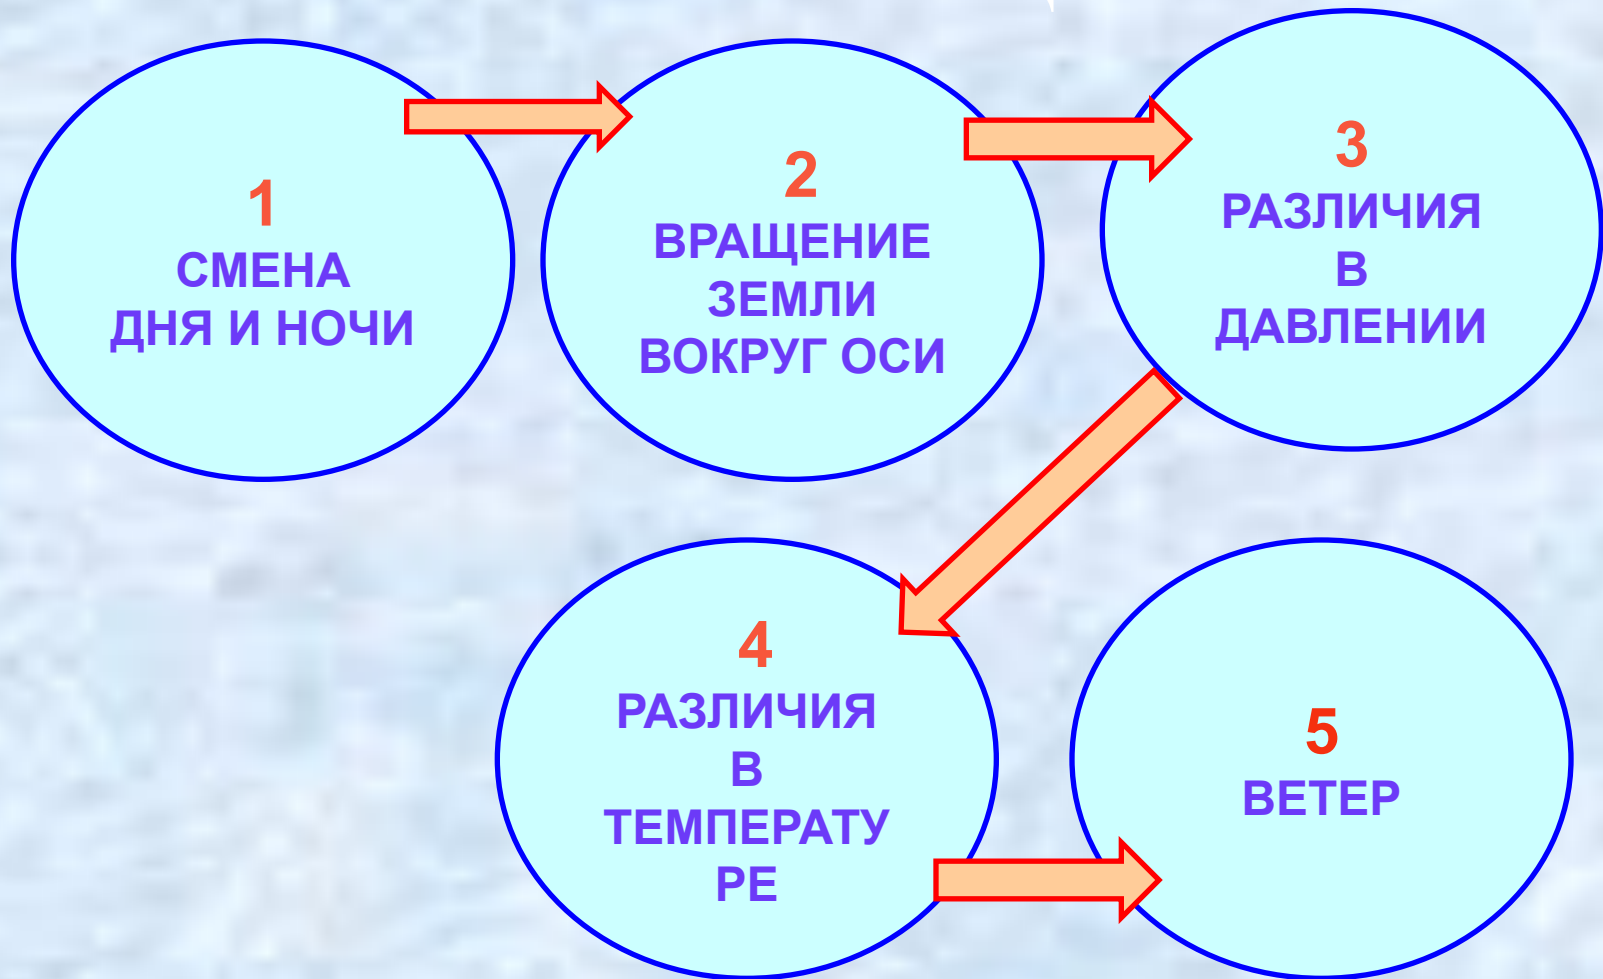 1
СМЕНА
ДНЯ И НОЧИ
2
ВРАЩЕНИЕ
ЗЕМЛИ
ВОКРУГ ОСИ
3
РАЗЛИЧИЯ
В
ДАВЛЕНИИ
4
РАЗЛИЧИЯ
В
ТЕМПЕРАТУ
РЕ
5
ВЕТЕР